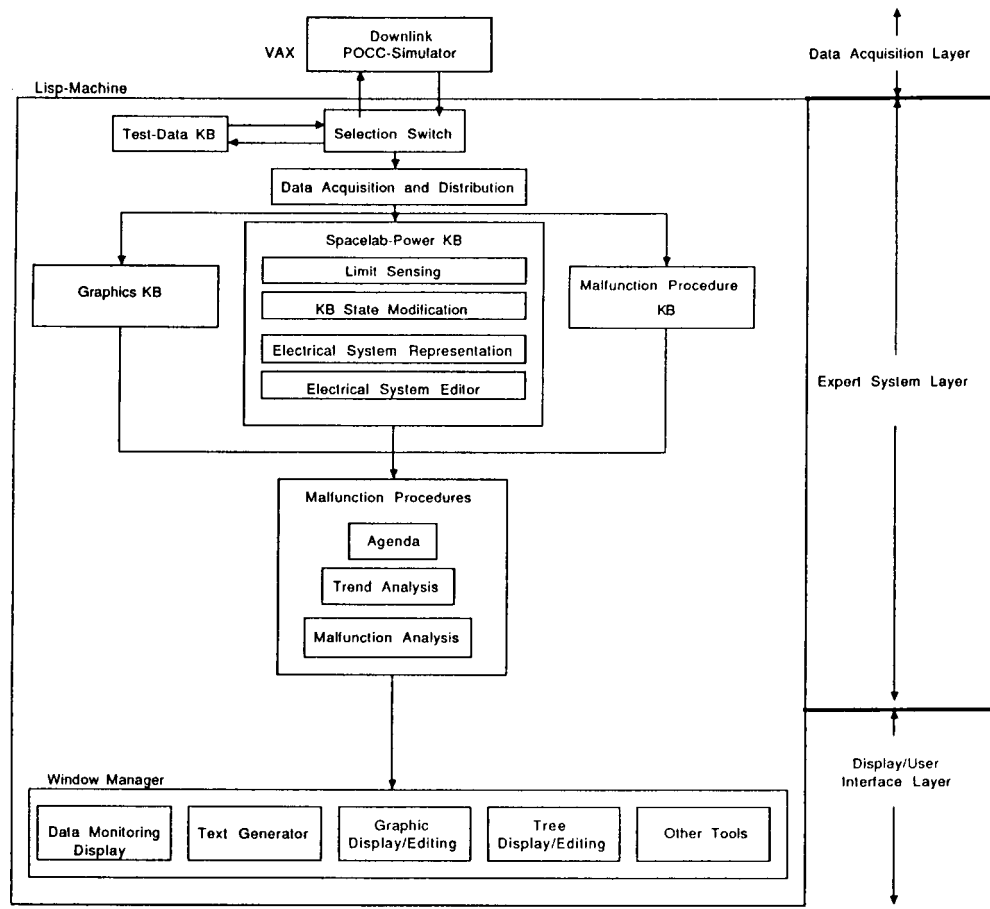 Downlink
VAX POCC-Simulator
Data Acquisition Layer
Lisp-Machine
Test-Data KB
Selection Switch
Data Acquisition and Distribution
Spacelab-Power KB
Limit Sensing
Graphics KB
Malfunction Procedure
KB
KB State Modification
Electrical System Representation
Electrical System Editor
Expert System Layer
Malfunction Procedures
Agenda
Trend Analysis
Malfunction Analysis
Display/User
Interface Layer
Window Manager
Data Monitoring
Display
Text Generator
Graphic
Display/Editing
Tree
Display/Editing
Other Tools